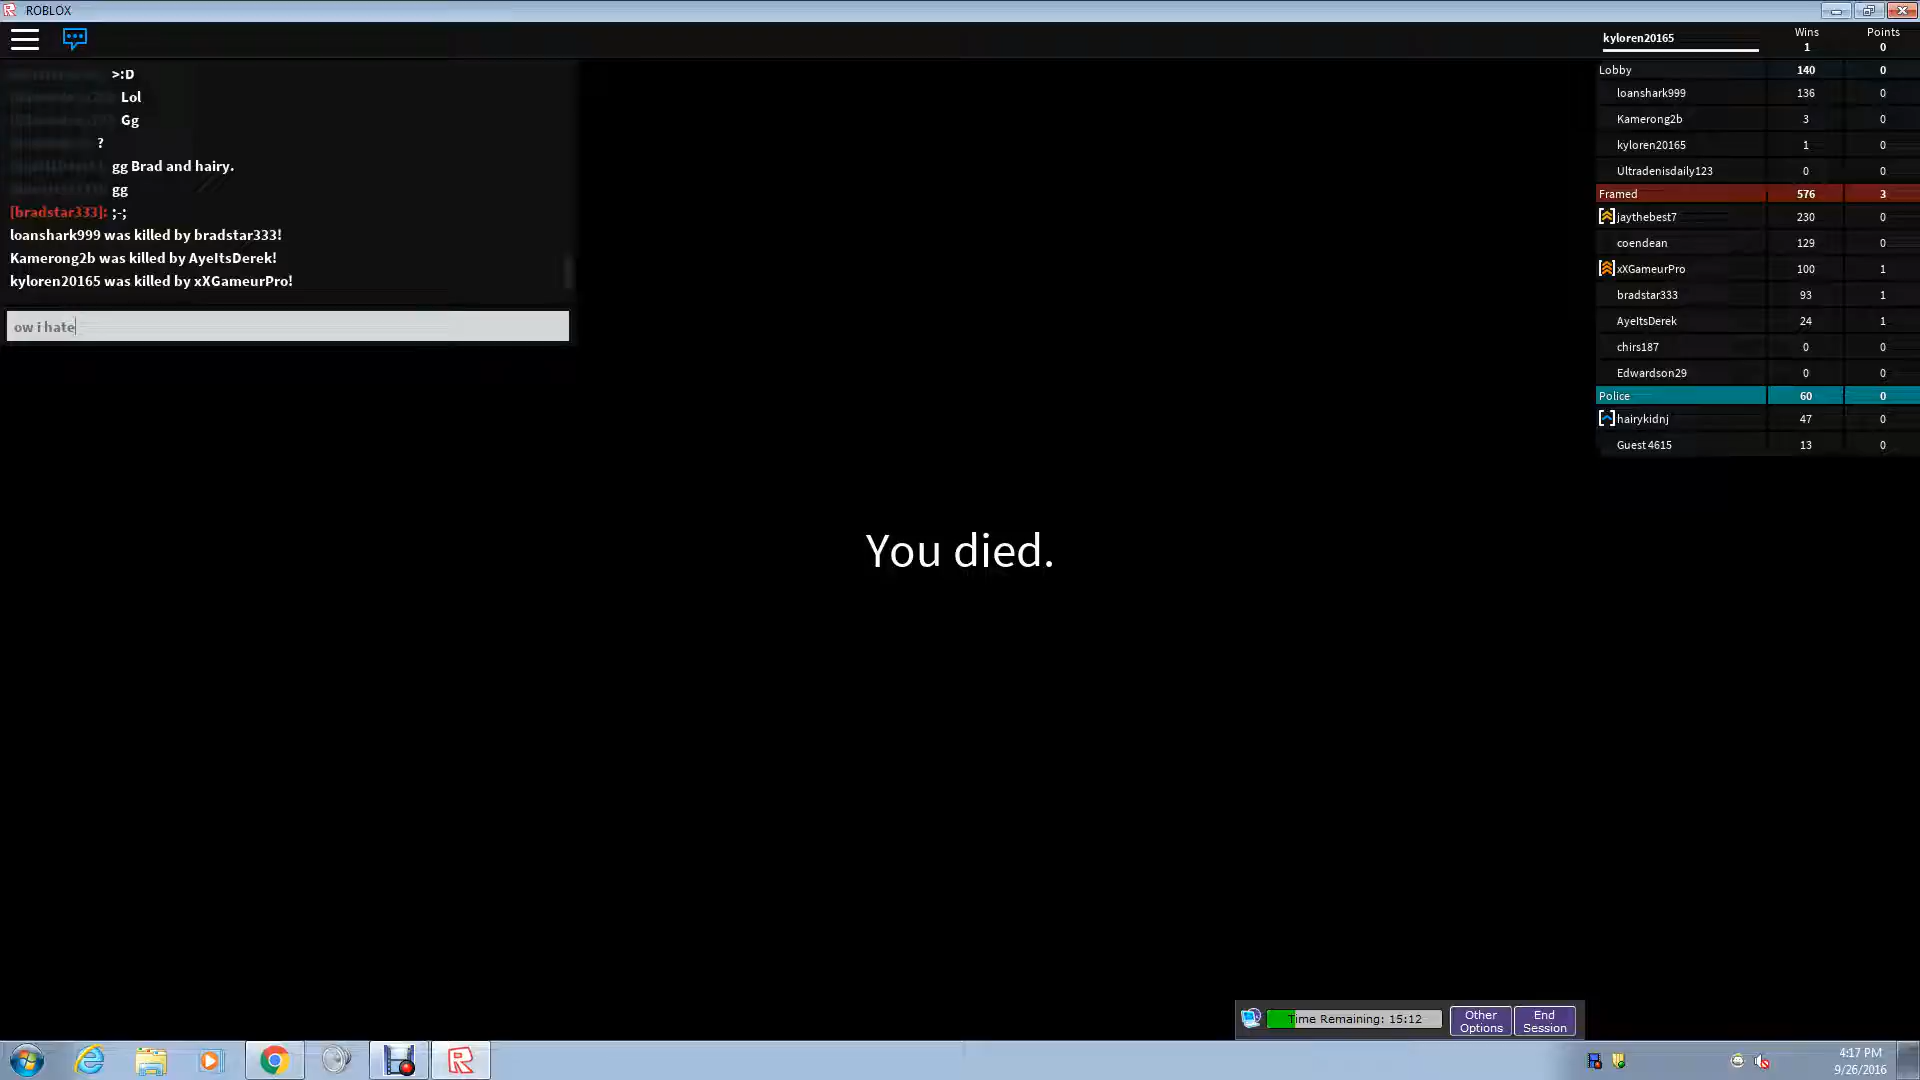 ROBLOX
>:D
Lol
Gg
?
gg Brad and hairy.
gg
[bradstar333]: ;-;
loanshark999 was killed by bradstar333!
Kamerong2b was killed by AyeItsDerek!
kyloren20165 was killed by xXGameurPro!
ow i hate
kyloren20165 Wins 1 Points 0
Lobby 140 0
loanshark999 136 0
Kamerong2b 3 0
kyloren20165 1 0
Ultradenisdaily123 0 0
Framed 576 3
jaythebest7 230 0
coendean 129 0
xXGameurPro 100 1
bradstar333 93 1
AyeItsDerek 24 1
chirs187 0 0
Edwardson29 0 0
Police 60 0
hairykidnj 47 0
Guest 4615 13 0
You died.
Time Remaining: 15:12
Other Options
End Session
4:17 PM
9/26/2016